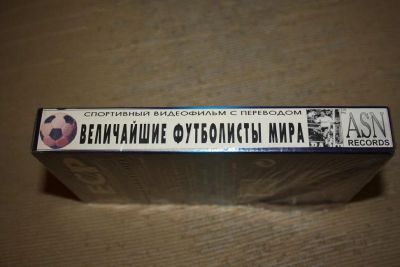 СПОРТИВНЫЙ ВИДЕОФИЛЬМ С ПЕРЕВОДОМ
ВЕЛИЧАЙШИЕ ФУТБОЛИСТЫ МИРА
ASN
RECORDS